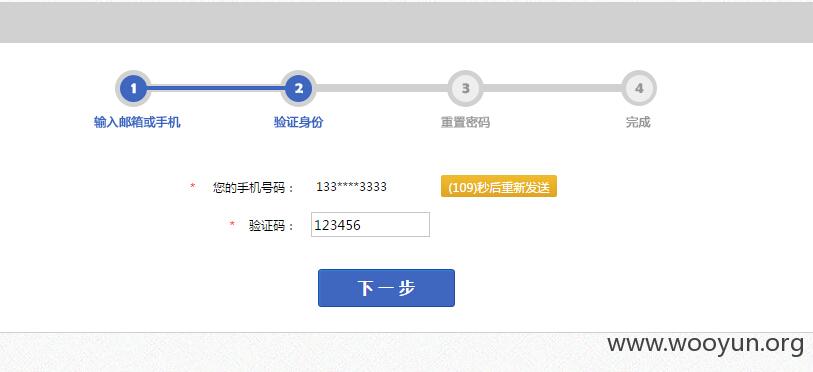 1 2 3 4
输入邮箱或手机 验证身份 重置密码 完成
* 您的手机号码： 133****3333 (109)秒后重新发送
* 验证码： 123456
下一步
www.wooyun.org